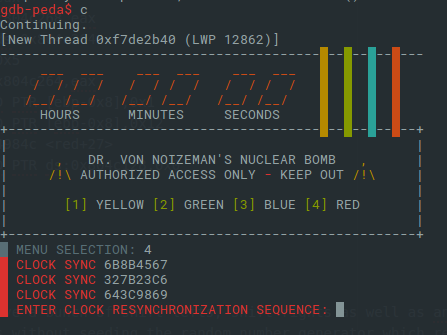 gdb-peda$ c
Continuing.
[New Thread 0xf7de2b40 (LWP 12862)]
HOURS MINUTES SECONDS
, DR. VON NOIZEMAN'S NUCLEAR BOMB ,
/!\ AUTHORIZED ACCESS ONLY - KEEP OUT /!\
[1] YELLOW [2] GREEN [3] BLUE [4] RED
MENU SELECTION: 4
CLOCK SYNC 6B8B4567
CLOCK SYNC 327B23C6
CLOCK SYNC 643C9869
ENTER CLOCK RESYNCHRONIZATION SEQUENCE: